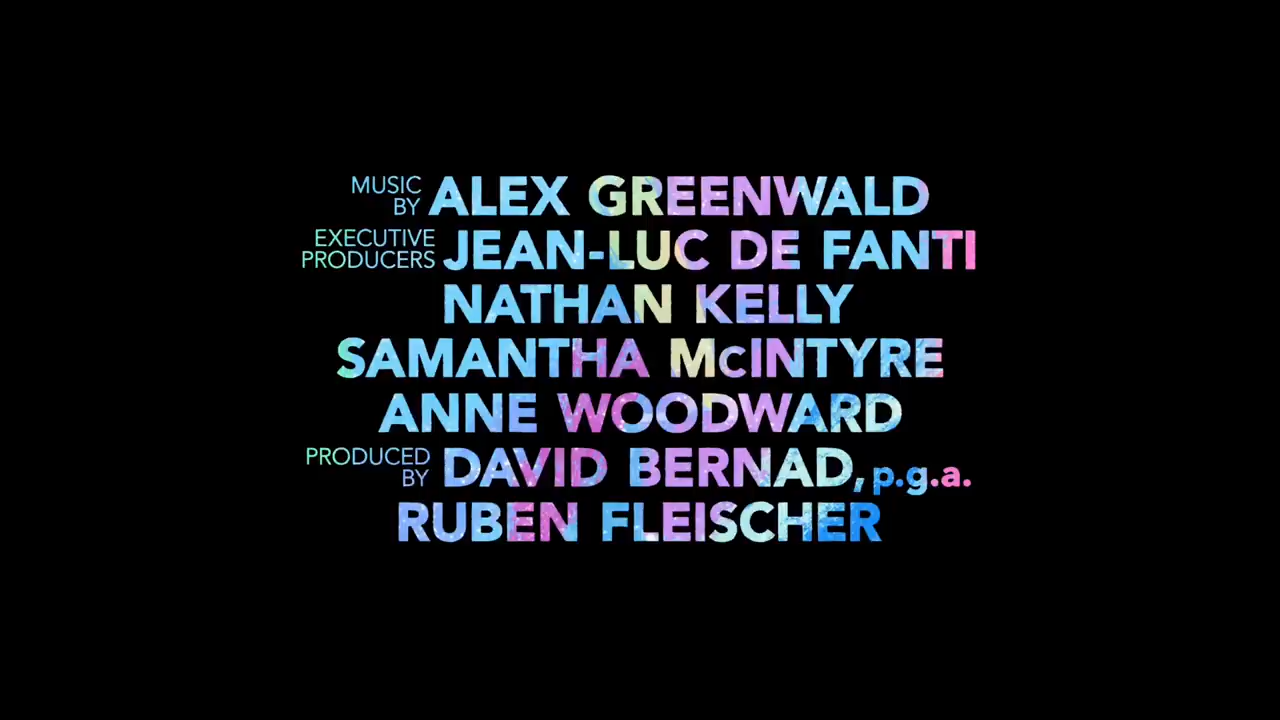 MUSIC BY ALEX GREENWALD
EXECUTIVE PRODUCERS JEAN-LUC DE FANTI
NATHAN KELLY
SAMANTHA McINTYRE
ANNE WOODWARD
PRODUCED BY DAVID BERNAD, p.g.a.
RUBEN FLEISCHER